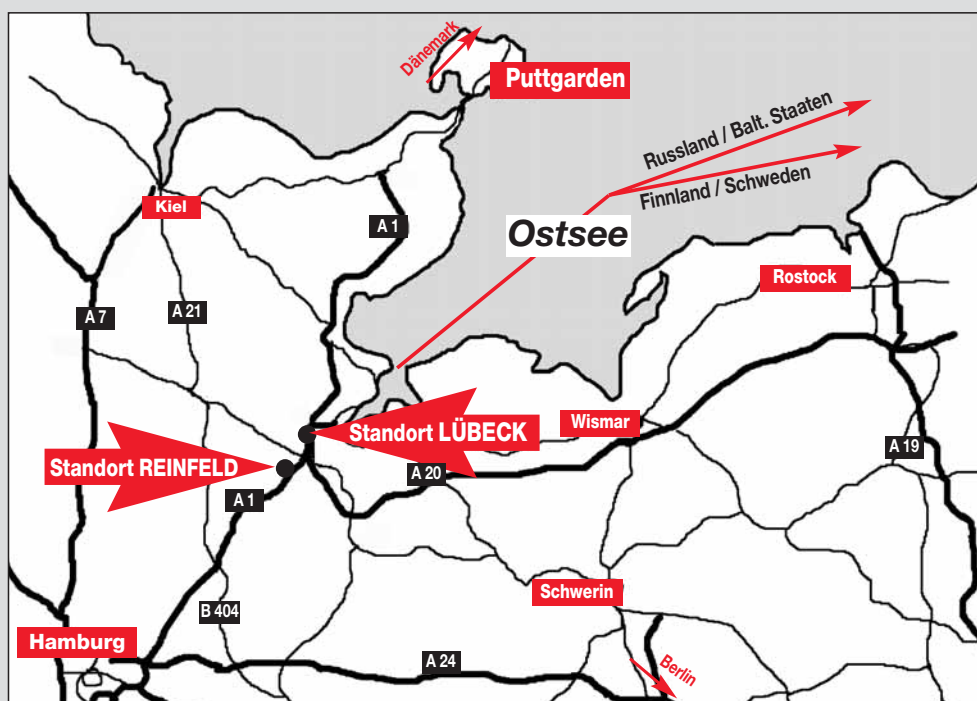 Dänemark
Puttgarden
Russland / Balt. Staaten
Finnland / Schweden
Kiel
A 1
Ostsee
Rostock
A 7
A 21
Standort LÜBECK
Wismar
A 19
Standort REINFELD
A 20
A 1
Schwerin
B 404
Hamburg
A 24
Berlin